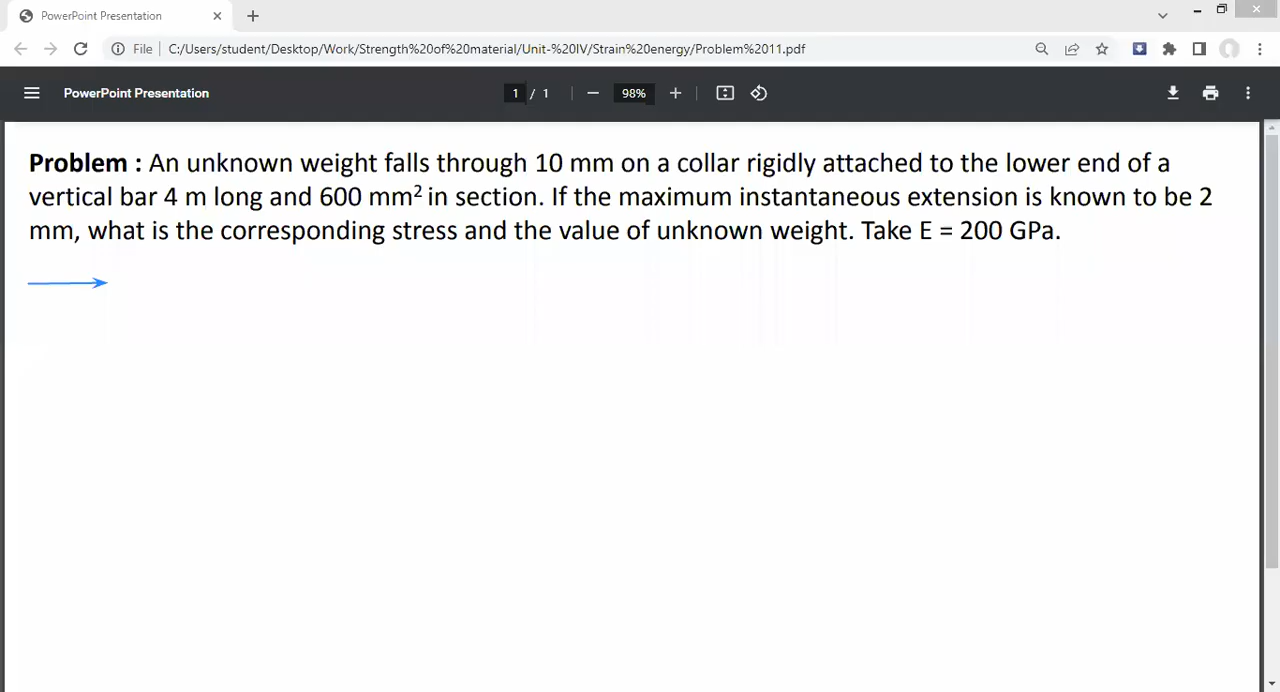 PowerPoint Presentation
File
C:/Users/student/Desktop/Work/Strength%20of%20material/Unit-%20IV/Strain%20energy/Problem%2011.pdf
PowerPoint Presentation
1 / 1
98%
Problem : An unknown weight falls through 10 mm on a collar rigidly attached to the lower end of a
vertical bar 4 m long and 600 mm² in section. If the maximum instantaneous extension is known to be 2
mm, what is the corresponding stress and the value of unknown weight. Take E = 200 GPa.